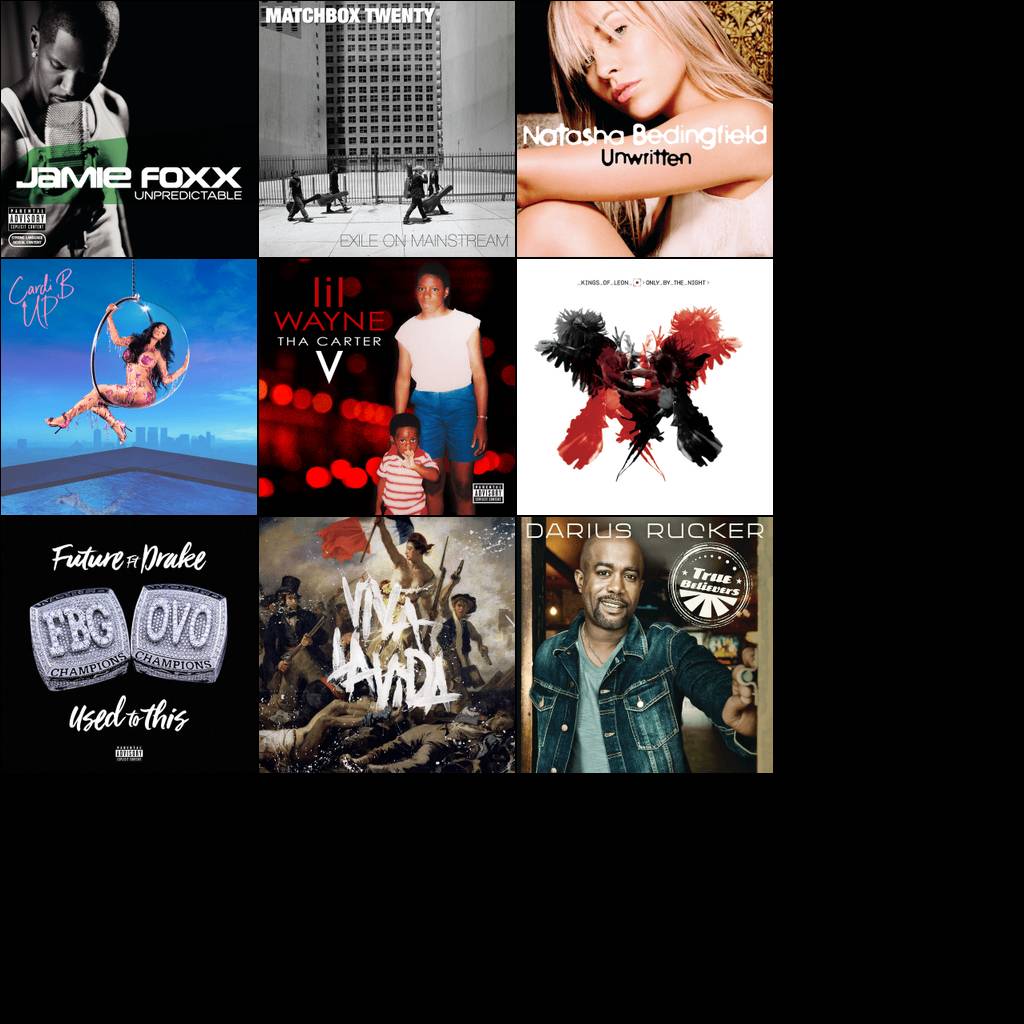 JAMIE FOXX
UNPREDICTABLE
PARENTAL
ADVISORY
EXPLICIT CONTENT
MATCHBOX TWENTY
EXILE ON MAINSTREAM
Natasha Bedingfield
Unwritten
Cardi B
UP
lil'
WAYNE
THA CARTER
V
PARENTAL
ADVISORY
EXPLICIT CONTENT
KINGS OF LEON ONLY BY THE NIGHT
Future Ft Drake
FBG
CHAMPIONS
OVO
CHAMPIONS
Used to this
PARENTAL
ADVISORY
EXPLICIT CONTENT
VIVA
LA VIDA
DARIUS RUCKER
True
Believers